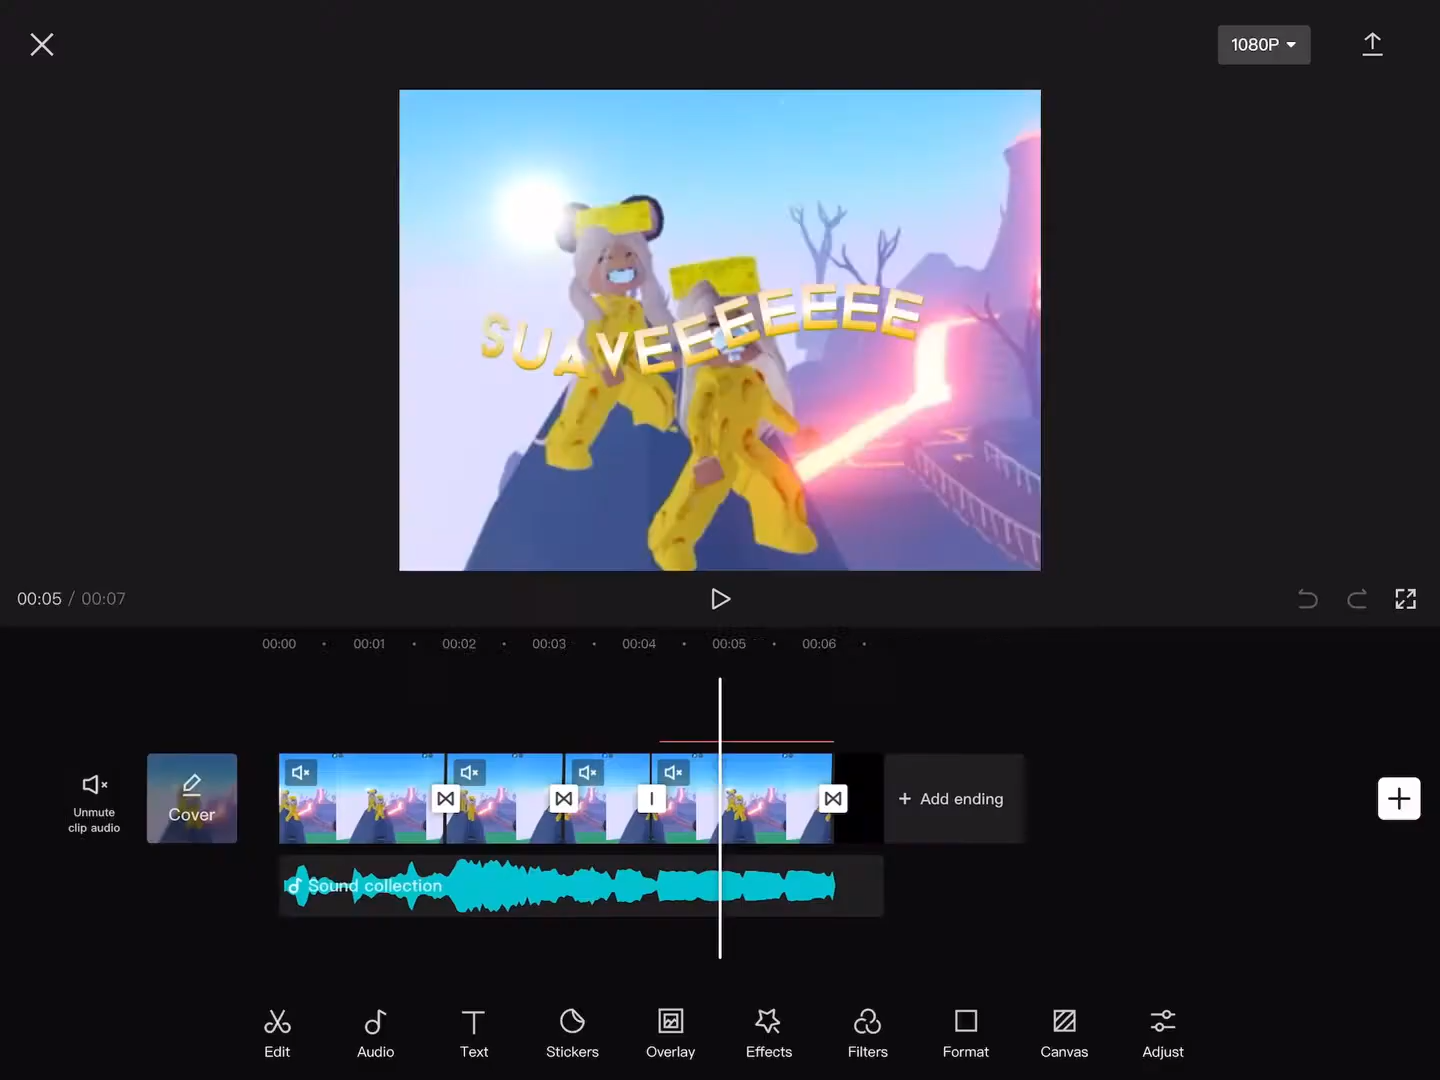 1080P
SUAVEEEEEEEE
00:05 / 00:07
00:00 00:01 00:02 00:03 00:04 00:05 00:06
Unmute
clip audio
Cover
+ Add ending
Sound collection
Edit Audio Text Stickers Overlay Effects Filters Format Canvas Adjust